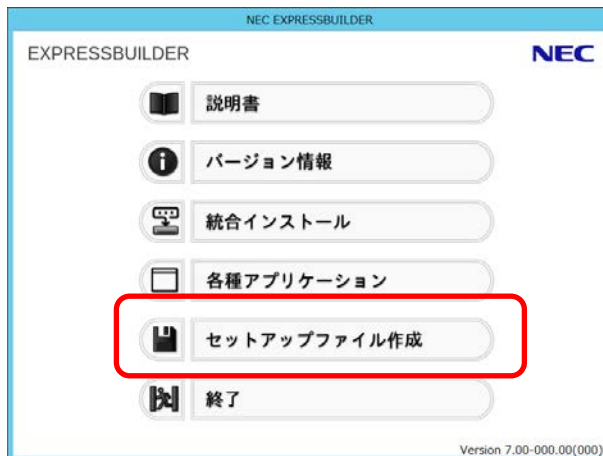 NEC EXPRESSBUILDER
EXPRESSBUILDER
NEC
説明書
バージョン情報
統合インストール
各種アプリケーション
セットアップファイル作成
終了
Version 7.00-000.00(000)